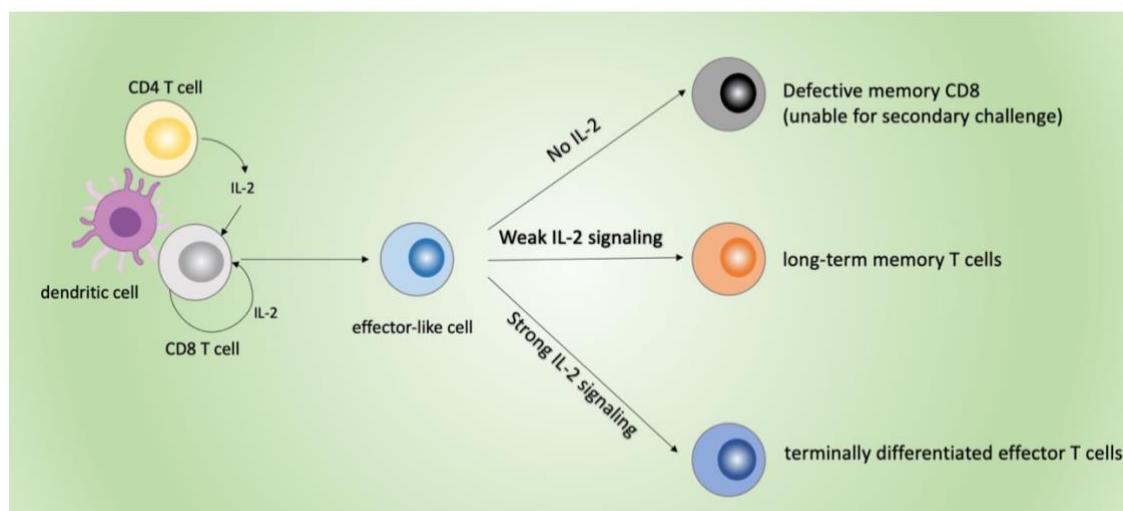 CD4 T cell
IL-2
dendritic cell
IL-2
CD8 T cell
effector-like cell
No IL-2
Weak IL-2 signaling
Strong IL-2 signaling
Defective memory CD8
(unable for secondary challenge)
long-term memory T cells
terminally differentiated effector T cells